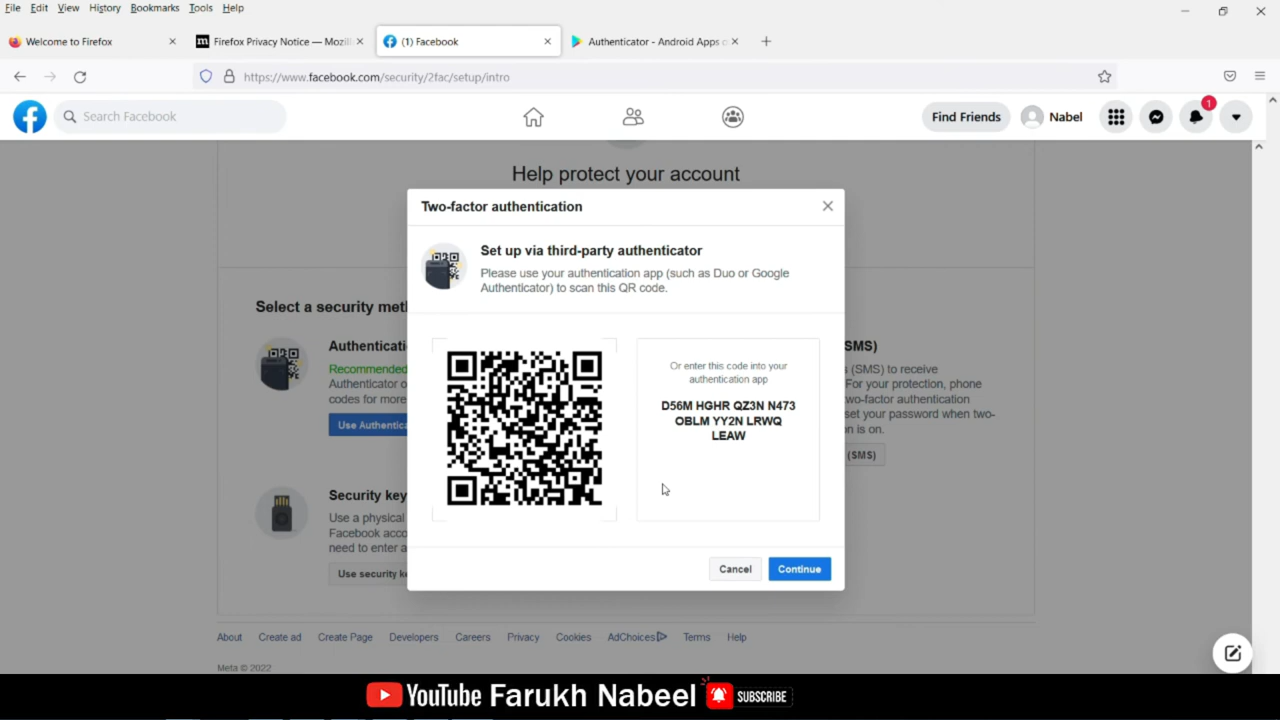 File Edit View History Bookmarks Tools Help
Welcome to Firefox
Firefox Privacy Notice — Mozill
(1) Facebook
Authenticator - Android Apps o
https://www.facebook.com/security/2fac/setup/intro
Search Facebook
Find Friends
Nabel
1
Help protect your account
Two-factor authentication
Set up via third-party authenticator
Please use your authentication app (such as Duo or Google
Authenticator) to scan this QR code.
Select a security met
Authenticati
Recommended
Authenticator o
codes for more
Use Authentica
Or enter this code into your
authentication app
D56M HGHR QZ3N N473
OBLM YY2N LRWQ
LEAW
SMS)
s (SMS) to receive
For your protection, phone
two-factor authentication
set your password when two-
n is on.
(SMS)
Security key
Use a physical
Facebook acco
need to enter a
Use security ke
Cancel
Continue
About Create ad Create Page Developers Careers Privacy Cookies AdChoices Terms Help
Meta © 2022
YouTube Farukh Nabeel SUBSCRIBE